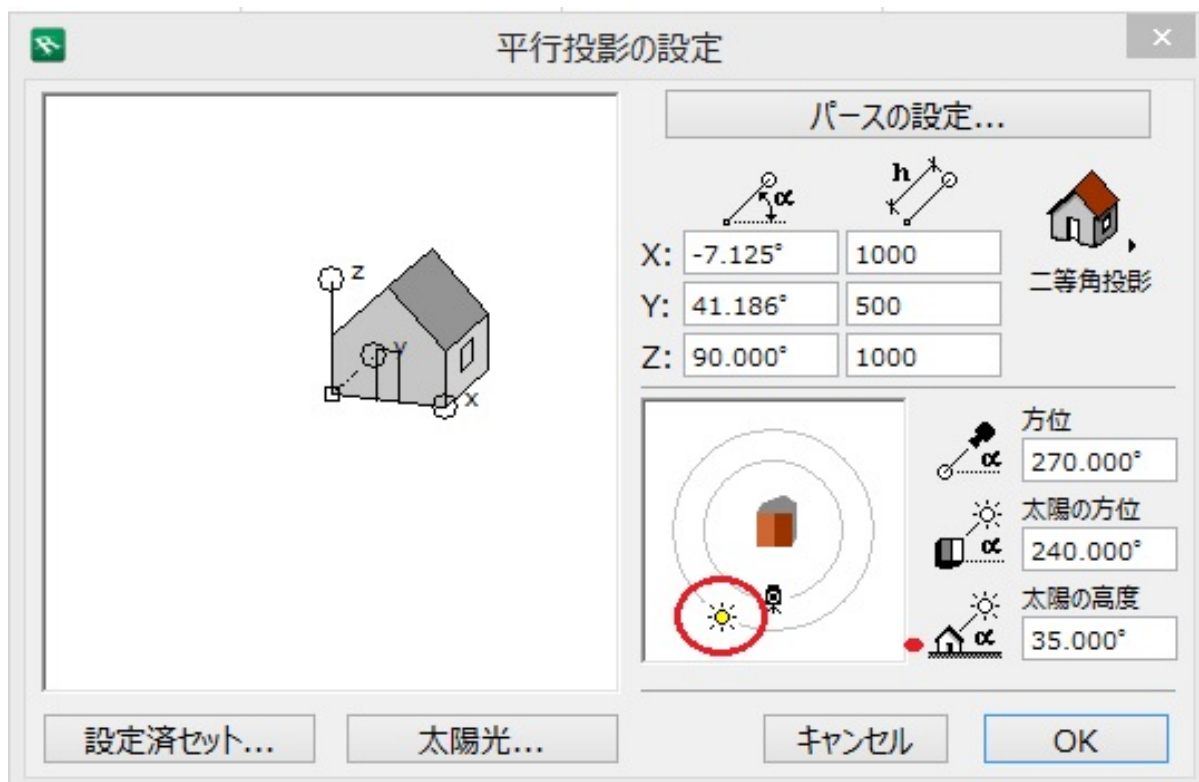 平行投影の設定
パースの設定...
α
h
X: -7.125° 1000
Y: 41.186° 500
Z: 90.000° 1000
二等角投影
z
y
x
方位
α 270.000°
太陽の方位
α 240.000°
太陽の高度
α 35.000°
設定済セット...
太陽光...
キャンセル
OK